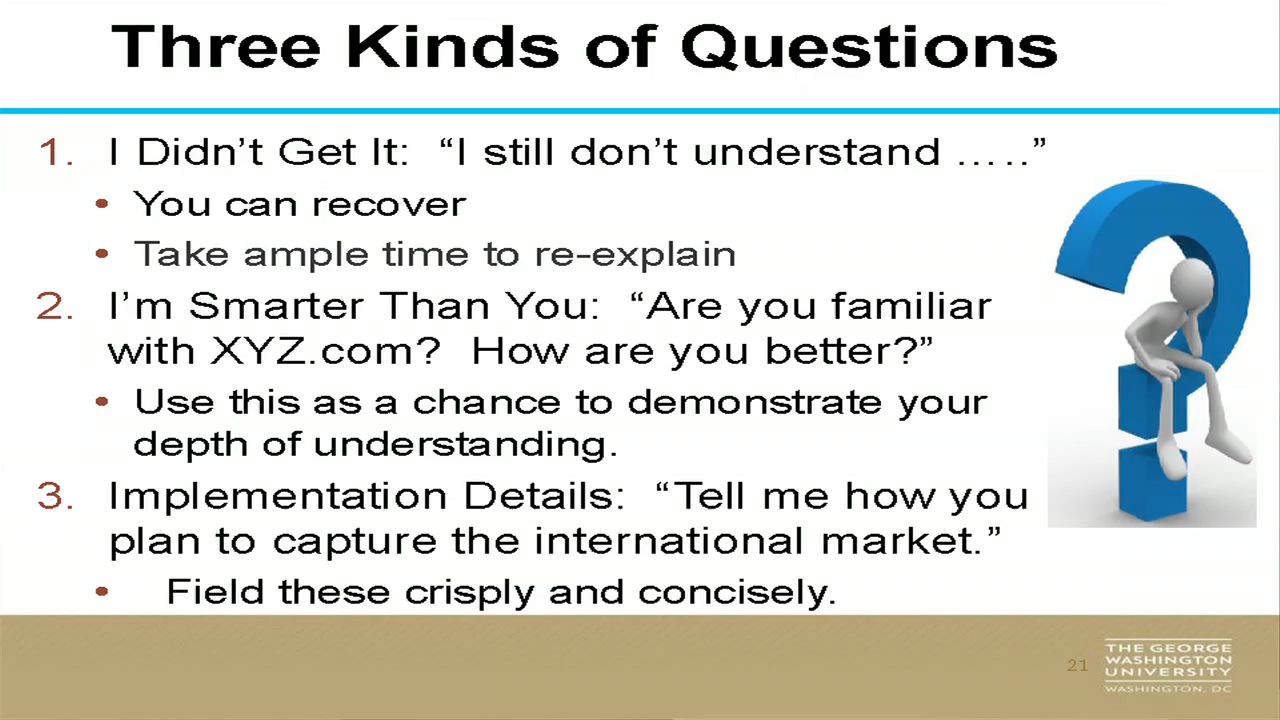 Three Kinds of Questions
1. I Didn’t Get It: “I still don’t understand …..”
• You can recover
• Take ample time to re-explain
2. I’m Smarter Than You: “Are you familiar
with XYZ.com? How are you better?”
• Use this as a chance to demonstrate your
depth of understanding.
3. Implementation Details: “Tell me how you
plan to capture the international market.”
• Field these crisply and concisely.
21
THE GEORGE
WASHINGTON
UNIVERSITY
WASHINGTON, DC